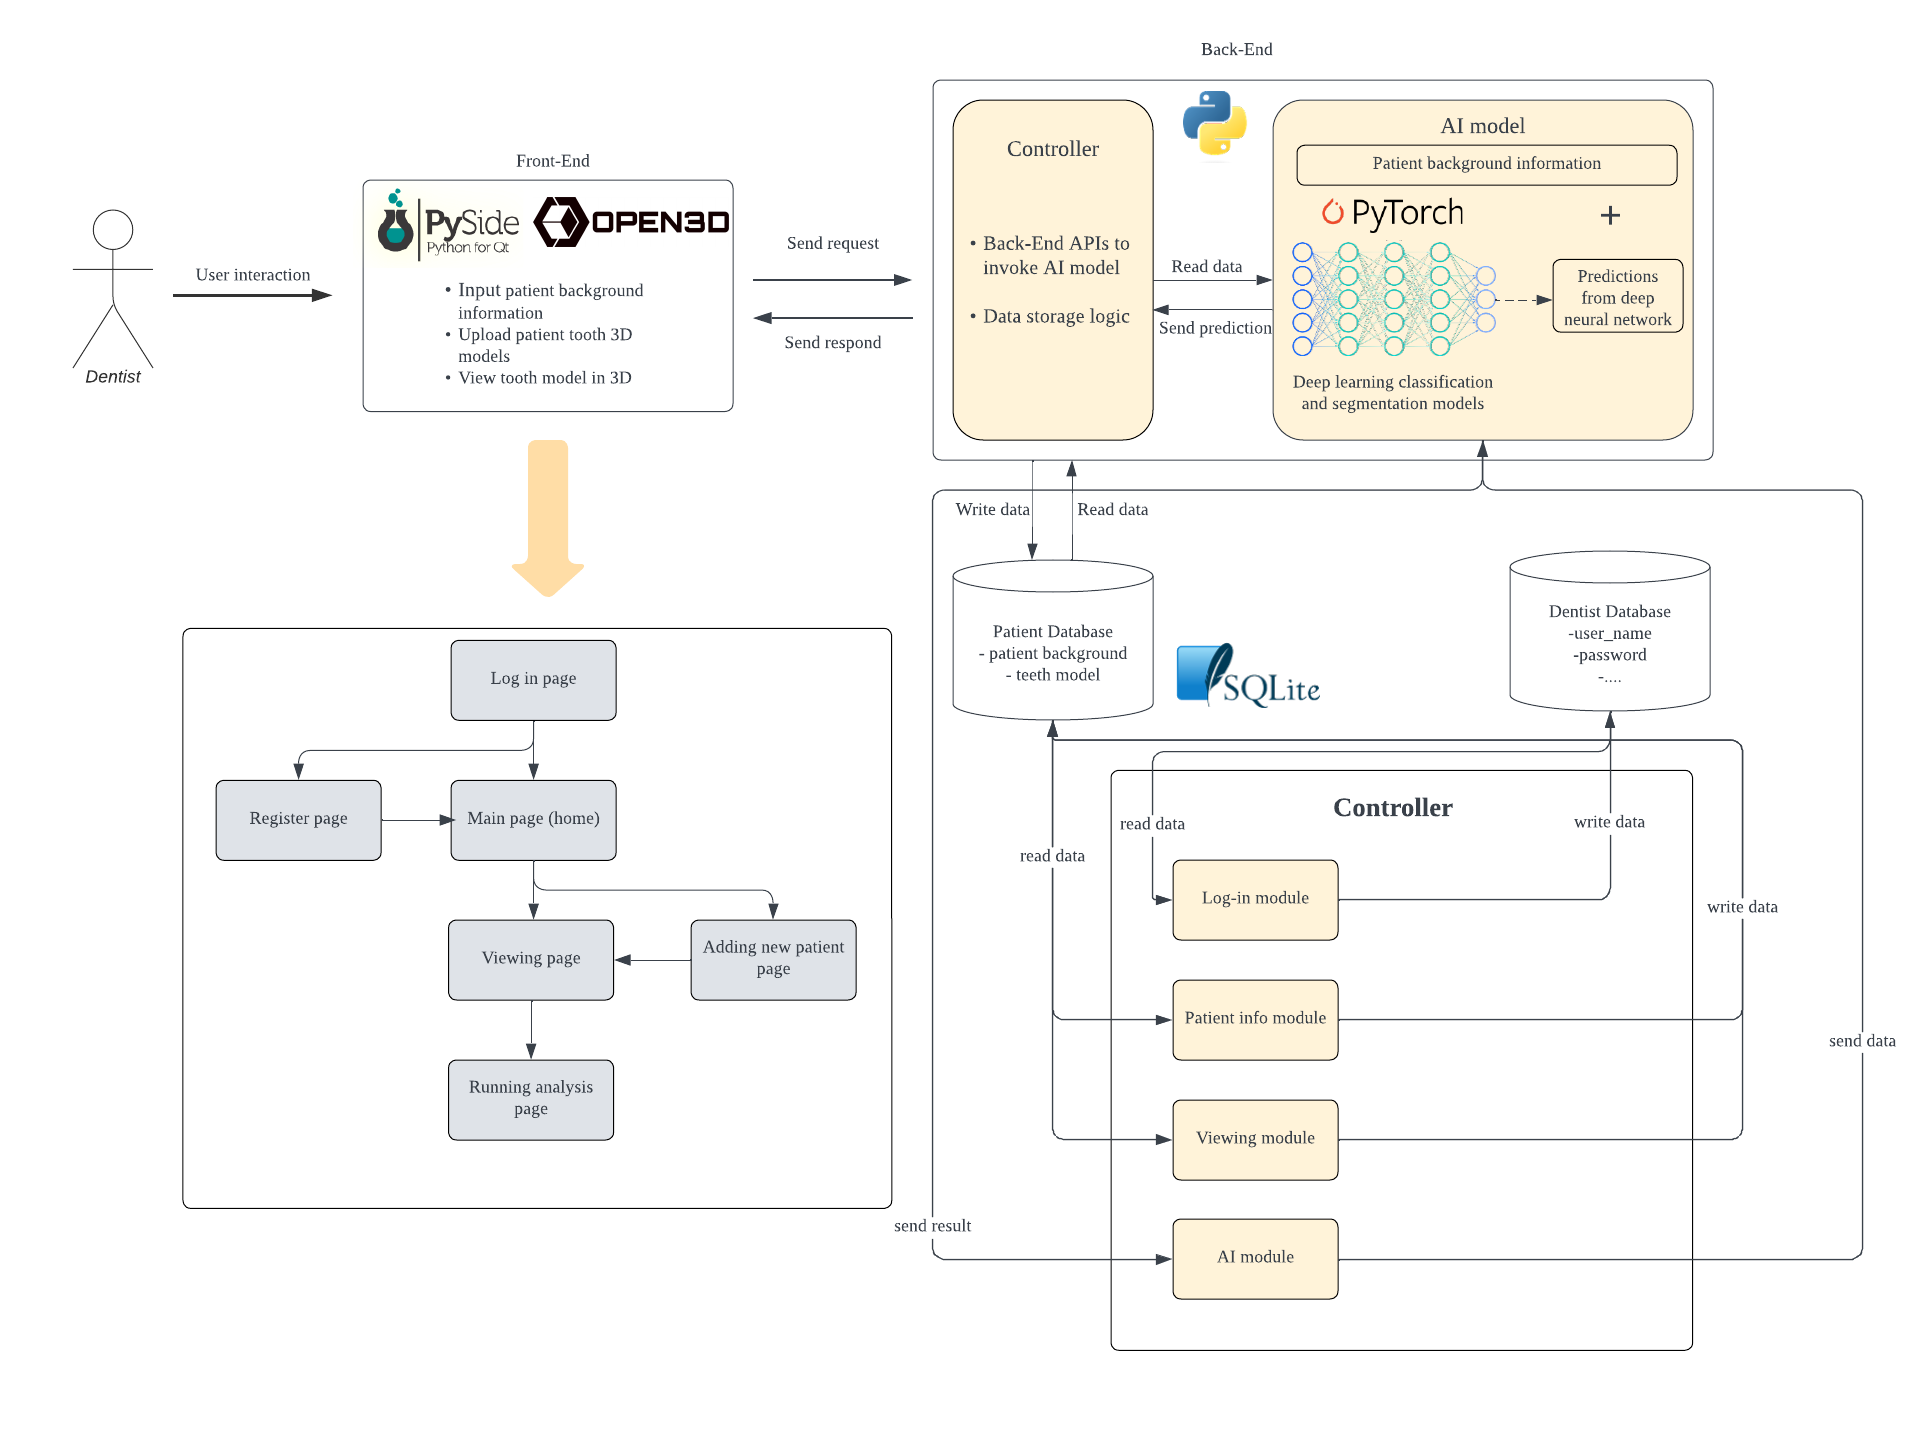 Back-End
Front-End
PySide
Python for Qt
OPEN3D
• Input patient background
information
• Upload patient tooth 3D
models
• View tooth model in 3D
User interaction
Dentist
Send request
Send respond
Controller
• Back-End APIs to
invoke AI model
• Data storage logic
Read data
Send prediction
AI model
Patient background information
PyTorch
+
Predictions
from deep
neural network
Deep learning classification
and segmentation models
Write data
Read data
Patient Database
- patient background
- teeth model
SQLite
Dentist Database
-user_name
-password
-....
Log in page
Register page
Main page (home)
Viewing page
Adding new patient
page
Running analysis
page
Controller
read data
write data
read data
Log-in module
write data
Patient info module
send data
Viewing module
send result
AI module